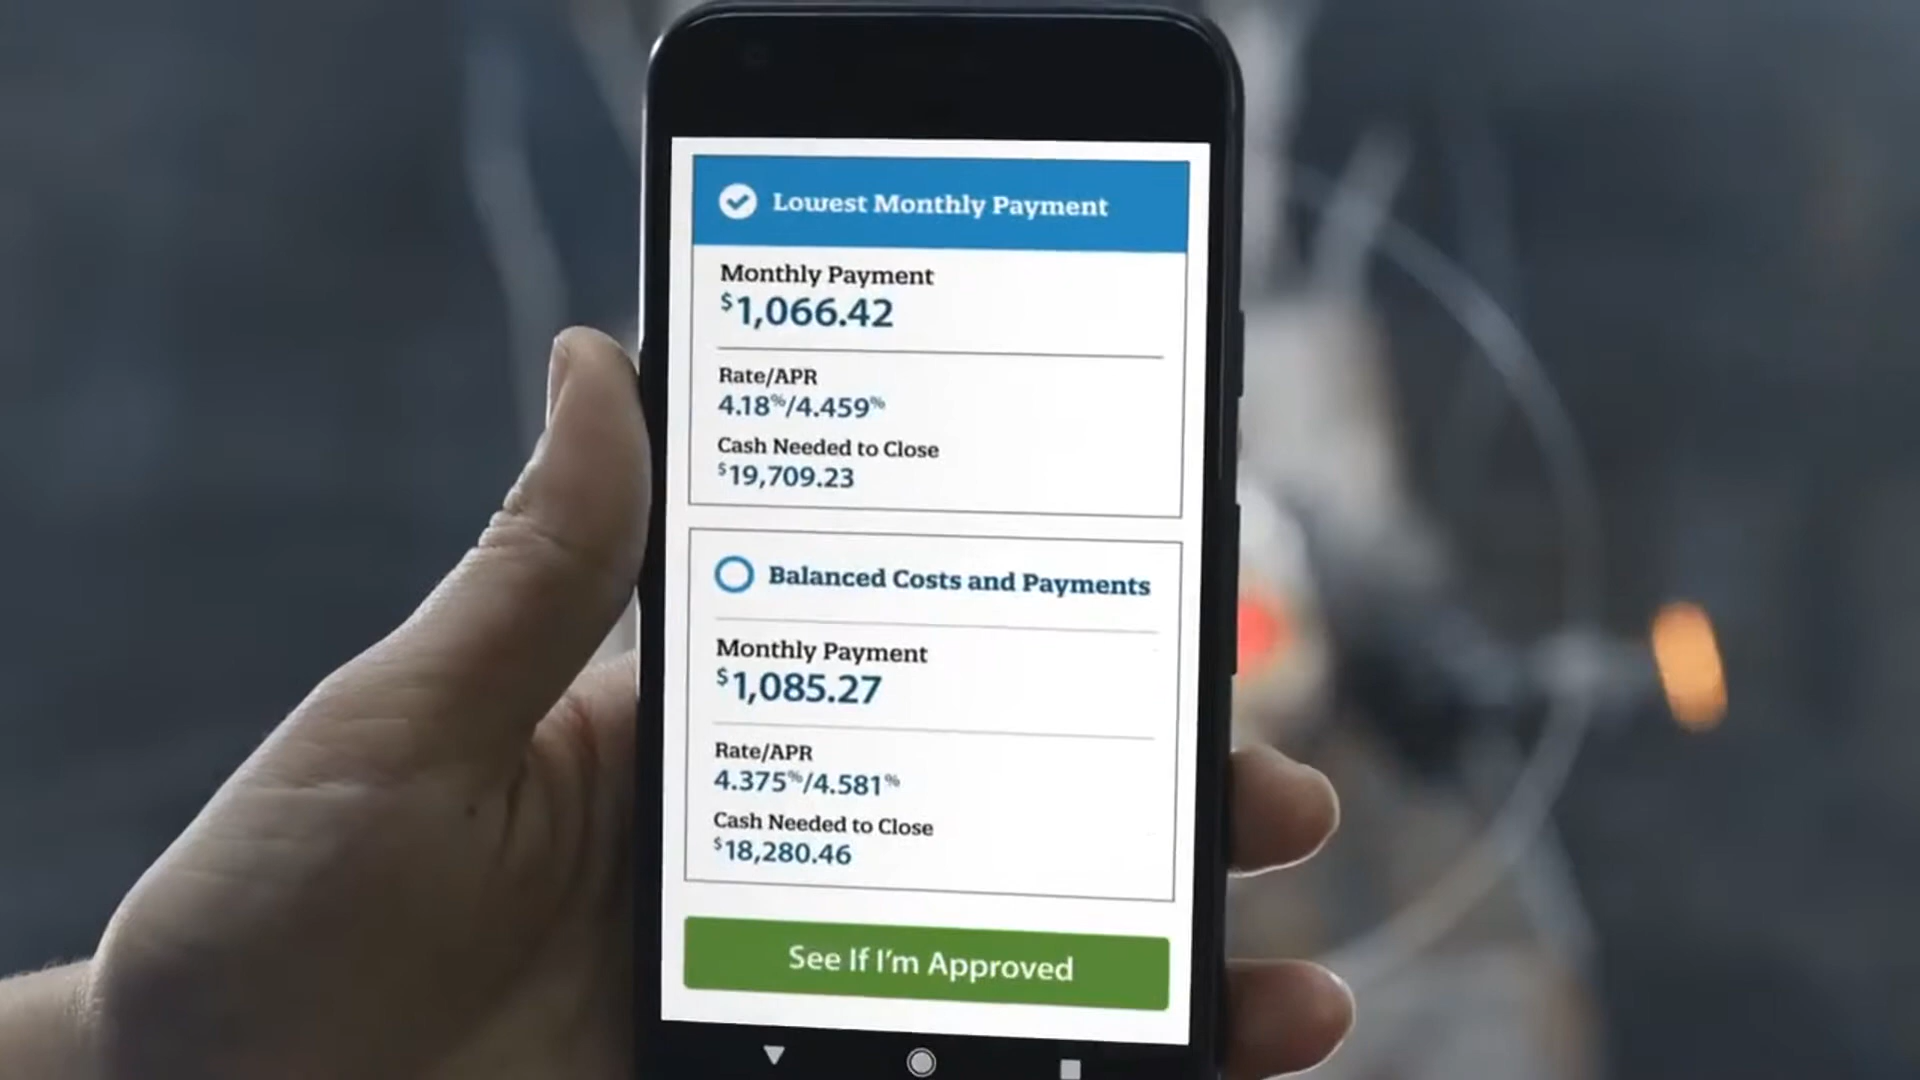 Lowest Monthly Payment
Monthly Payment
$1,066.42
Rate/APR
4.18%/4.459%
Cash Needed to Close
$19,709.23
Balanced Costs and Payments
Monthly Payment
$1,085.27
Rate/APR
4.375%/4.581%
Cash Needed to Close
$18,280.46
See If I'm Approved